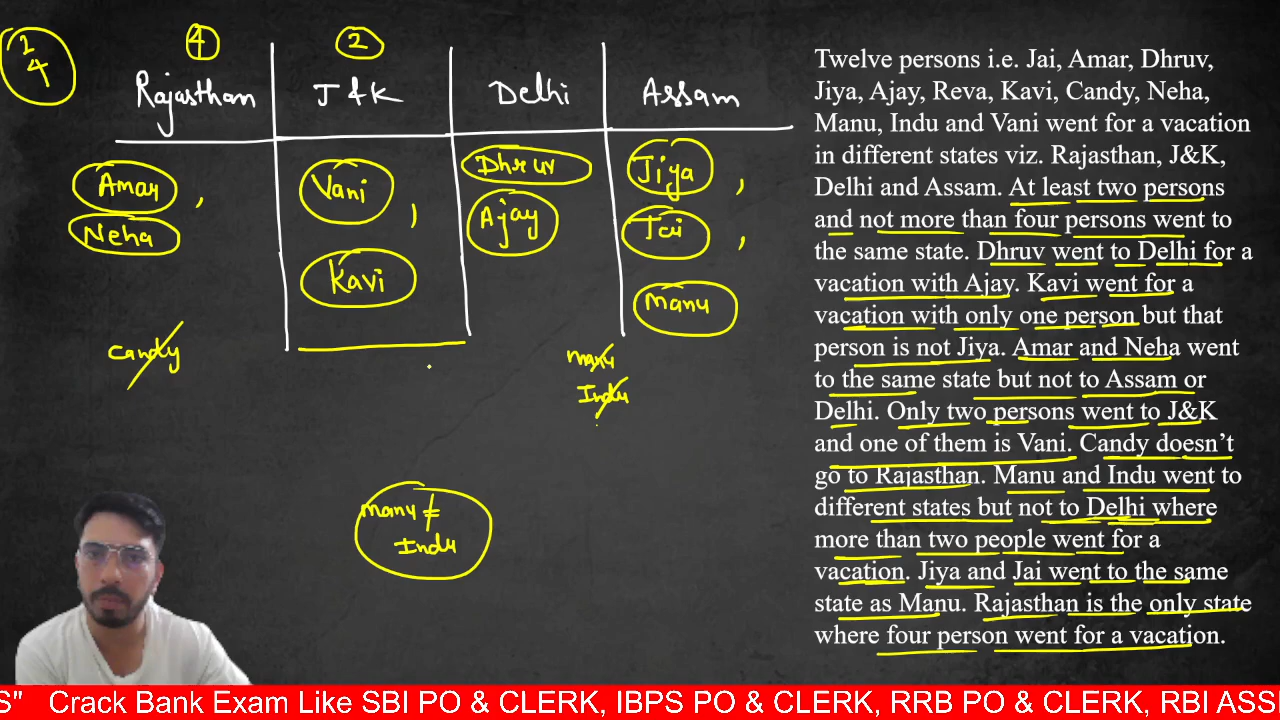 2
4
4
2
Rajasthan J&K Delhi Assam
Amar, Vani, Dhruv Jiya,
Neha Kavi Ajay Jai,
Manu
Candy
Manu
Indu
Manu ≠
Indu
Twelve persons i.e. Jai, Amar, Dhruv,
Jiya, Ajay, Reva, Kavi, Candy, Neha,
Manu, Indu and Vani went for a vacation
in different states viz. Rajasthan, J&K,
Delhi and Assam. At least two persons
and not more than four persons went to
the same state. Dhruv went to Delhi for a
vacation with Ajay. Kavi went for a
vacation with only one person but that
person is not Jiya. Amar and Neha went
to the same state but not to Assam or
Delhi. Only two persons went to J&K
and one of them is Vani. Candy doesn’t
go to Rajasthan. Manu and Indu went to
different states but not to Delhi where
more than two people went for a
vacation. Jiya and Jai went to the same
state as Manu. Rajasthan is the only state
where four person went for a vacation.
S" Crack Bank Exam Like SBI PO & CLERK, IBPS PO & CLERK, RRB PO & CLERK, RBI ASSI